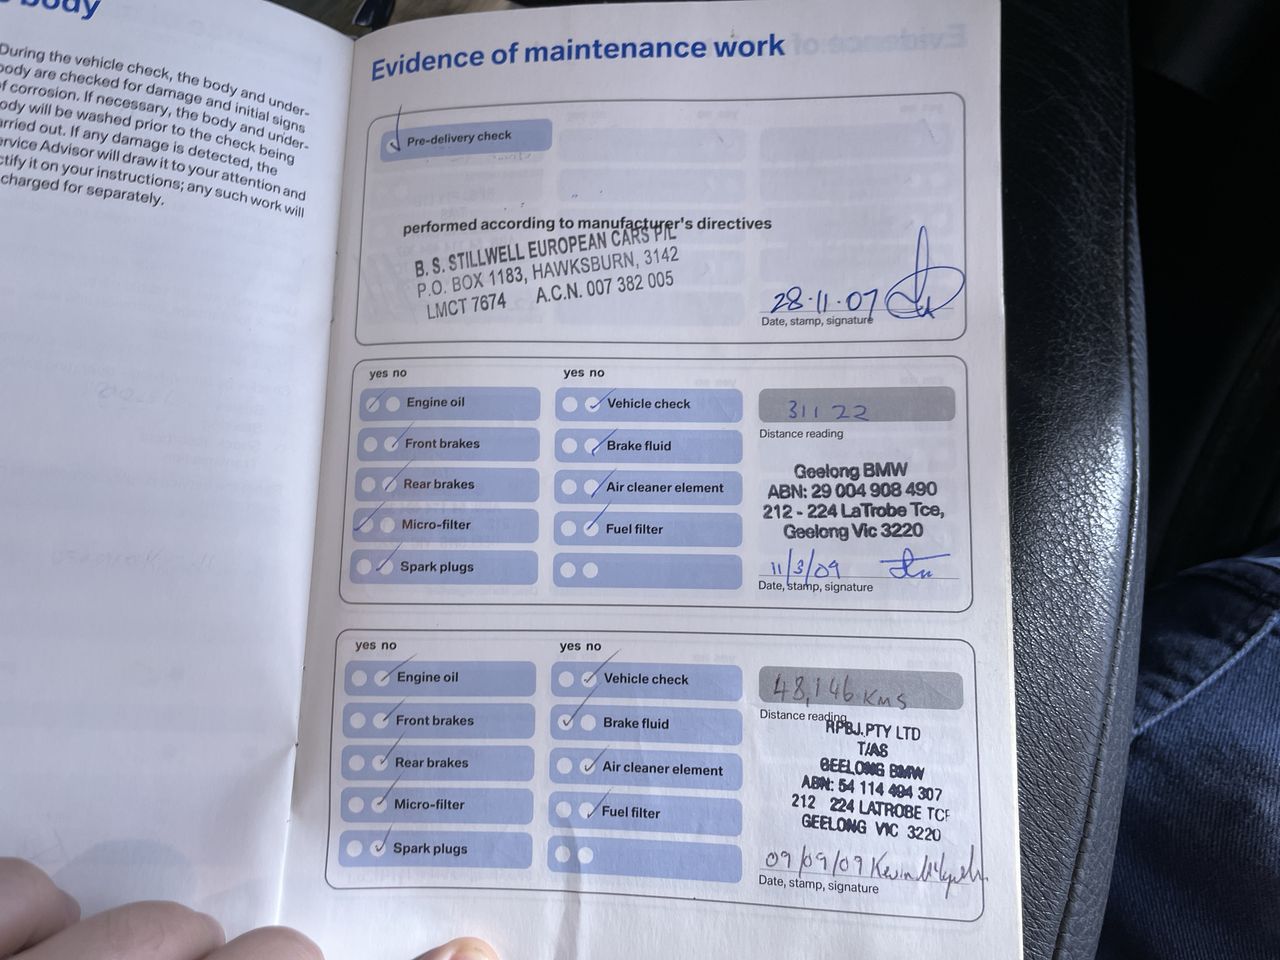 body
During the vehicle check, the body and under-
body are checked for damage and initial signs
of corrosion. If necessary, the body and under-
body will be washed prior to the check being
carried out. If any damage is detected, the
Service Advisor will draw it to your attention and
rectify it on your instructions; any such work will
charged for separately.
Evidence of maintenance work
Pre-delivery check
performed according to manufacturer's directives
B. S. STILLWELL EUROPEAN CARS P/L
P.O. BOX 1183, HAWKSBURN, 3142
LMCT 7674 A.C.N. 007 382 005
28.11.07
Date, stamp, signature
yes no
Engine oil
Front brakes
Rear brakes
Micro-filter
Spark plugs
yes no
Vehicle check
Brake fluid
Air cleaner element
Fuel filter
31122
Distance reading
Geelong BMW
ABN: 29 004 908 490
212 - 224 LaTrobe Tce,
Geelong Vic 3220
11/3/09
Date, stamp, signature
yes no
Engine oil
Front brakes
Rear brakes
Micro-filter
Spark plugs
yes no
Vehicle check
Brake fluid
Air cleaner element
Fuel filter
48,146 KMS
Distance reading
RPBJ.PTY LTD
T/AS
GEELONG BMW
ABN: 54 114 494 307
212 224 LATROBE TCE
GEELONG VIC 3220
09/09/09 Kevin
Date, stamp, signature